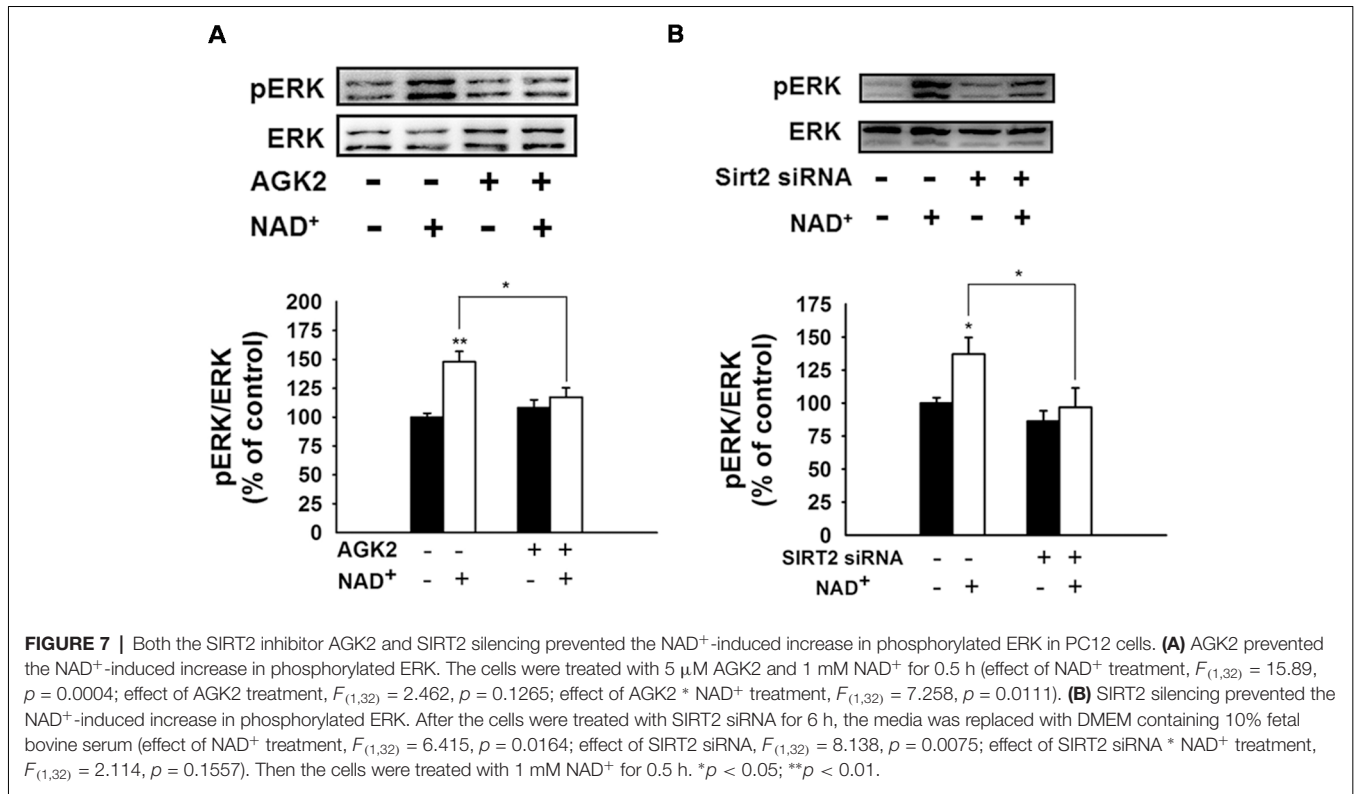 A
pERK
ERK
AGK2 - - + +
NAD⁺ - + - +
200
175
150
125
100
75
50
25
0
pERK/ERK
(% of control)
**
*
AGK2 - - + +
NAD⁺ - + - +
B
pERK
ERK
Sirt2 siRNA - - + +
NAD⁺ - + - +
175
150
125
100
75
50
25
0
pERK/ERK
(% of control)
*
*
SIRT2 siRNA - - + +
NAD⁺ - + - +
FIGURE 7 | Both the SIRT2 inhibitor AGK2 and SIRT2 silencing prevented the NAD⁺-induced increase in phosphorylated ERK in PC12 cells. (A) AGK2 prevented
the NAD⁺-induced increase in phosphorylated ERK. The cells were treated with 5 μM AGK2 and 1 mM NAD⁺ for 0.5 h (effect of NAD⁺ treatment, F(1,32) = 15.89,
p = 0.0004; effect of AGK2 treatment, F(1,32) = 2.462, p = 0.1265; effect of AGK2 * NAD⁺ treatment, F(1,32) = 7.258, p = 0.0111). (B) SIRT2 silencing prevented the
NAD⁺-induced increase in phosphorylated ERK. After the cells were treated with SIRT2 siRNA for 6 h, the media was replaced with DMEM containing 10% fetal
bovine serum (effect of NAD⁺ treatment, F(1,32) = 6.415, p = 0.0164; effect of SIRT2 siRNA, F(1,32) = 8.138, p = 0.0075; effect of SIRT2 siRNA * NAD⁺ treatment,
F(1,32) = 2.114, p = 0.1557). Then the cells were treated with 1 mM NAD⁺ for 0.5 h. *p < 0.05; **p < 0.01.